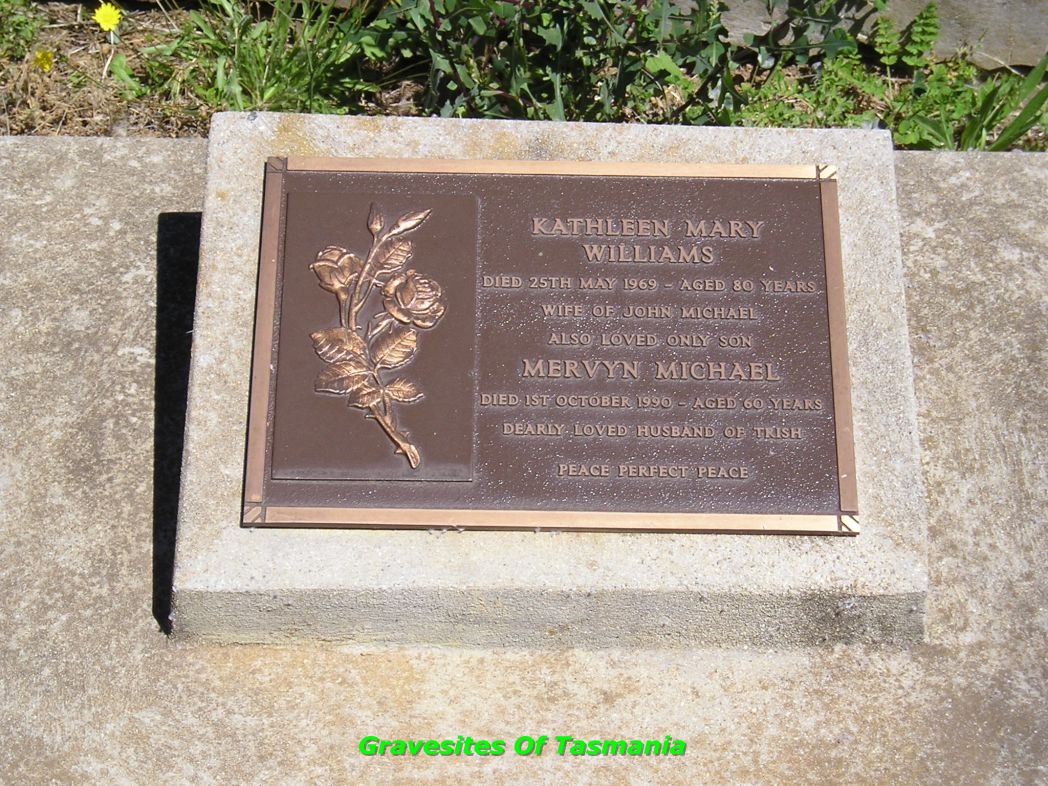 KATHLEEN MARY
WILLIAMS
DIED 25TH MAY 1969 - AGED 80 YEARS
WIFE OF JOHN MICHAEL
ALSO LOVED ONLY SON
MERVYN MICHAEL
DIED 1ST OCTOBER 1990 - AGED 60 YEARS
DEARLY LOVED HUSBAND OF TRISH
PEACE PERFECT PEACE
Gravesites Of Tasmania